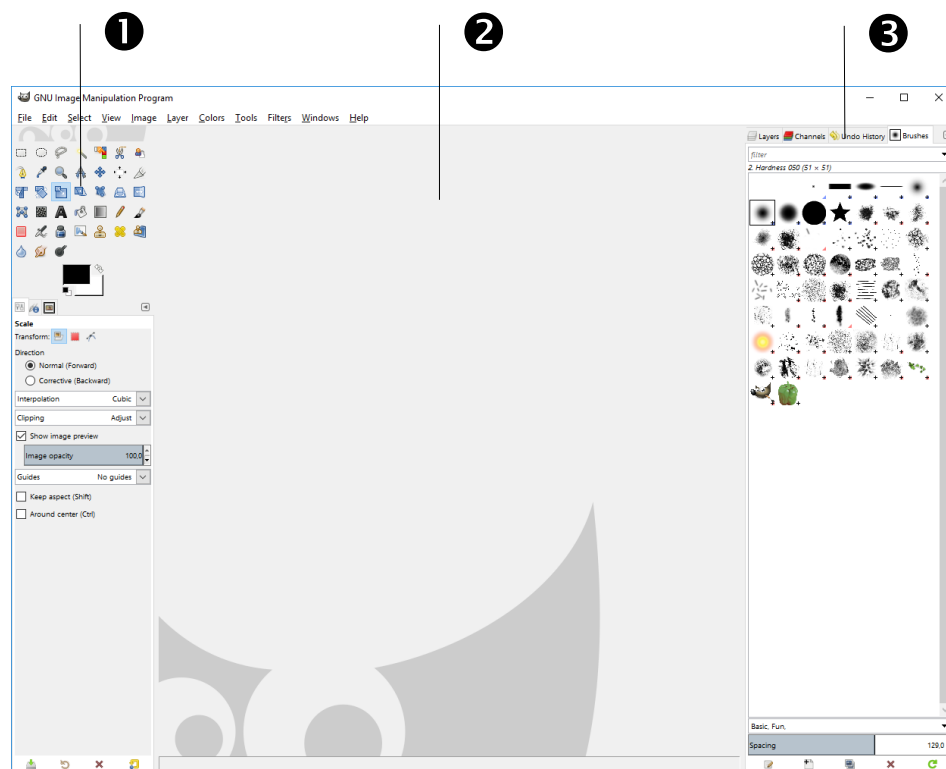 1 2 3
GNU Image Manipulation Program
File Edit Select View Image Layer Colors Tools Filters Windows Help
Layers Channels Undo History Brushes
filter
2. Hardness 050 (51 × 51)
Scale
Transform:
Direction
Normal (Forward)
Corrective (Backward)
Interpolation Cubic
Clipping Adjust
Show image preview
Image opacity 100,0
Guides No guides
Keep aspect (Shift)
Around center (Ctrl)
Basic, Fun,
Spacing 129,0